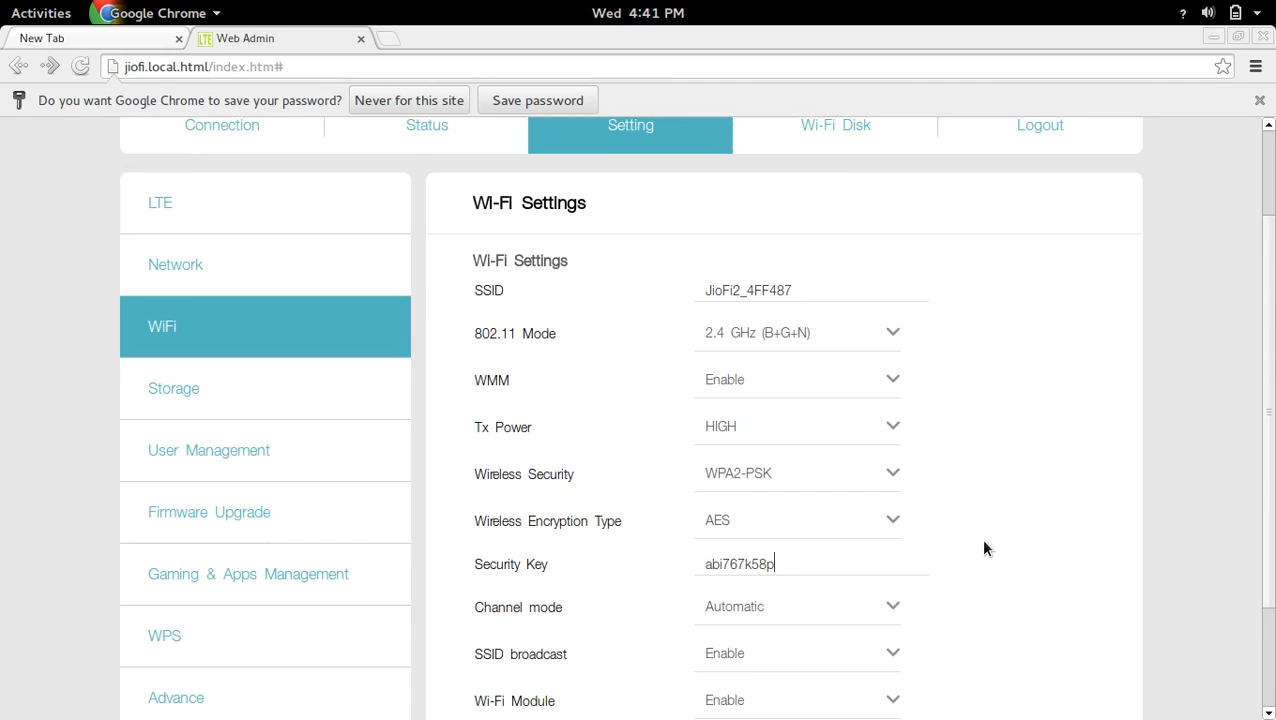 Activities Google Chrome Wed 4:41 PM ?
New Tab × LTE Web Admin ×
jiofi.local.html/index.htm#
Do you want Google Chrome to save your password? Never for this site Save password ×
Connection Status Setting Wi-Fi Disk Logout
LTE
Network
WiFi
Storage
User Management
Firmware Upgrade
Gaming & Apps Management
WPS
Advance
Wi-Fi Settings
Wi-Fi Settings
SSID JioFi2_4FF487
802.11 Mode 2.4 GHz (B+G+N)
WMM Enable
Tx Power HIGH
Wireless Security WPA2-PSK
Wireless Encryption Type AES
Security Key abi767k58p
Channel mode Automatic
SSID broadcast Enable
Wi-Fi Module Enable